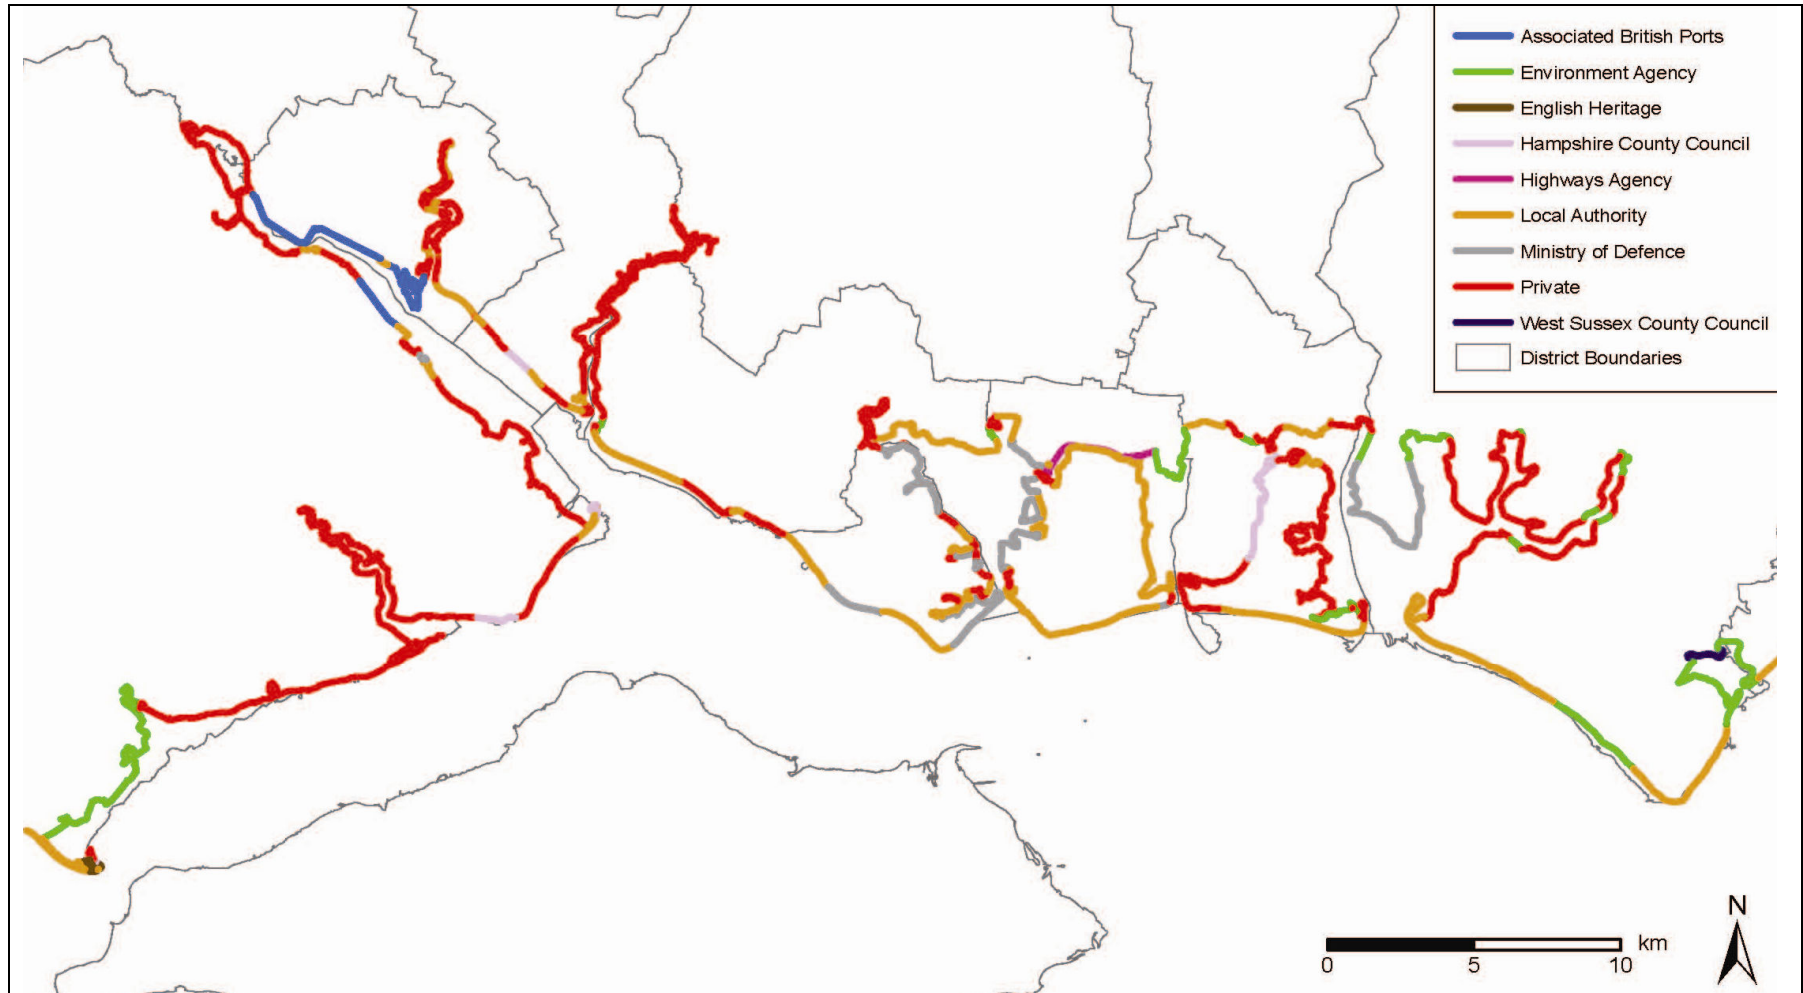 Associated British Ports
Environment Agency
English Heritage
Hampshire County Council
Highways Agency
Local Authority
Ministry of Defence
Private
West Sussex County Council
District Boundaries
N
km
0 5 10